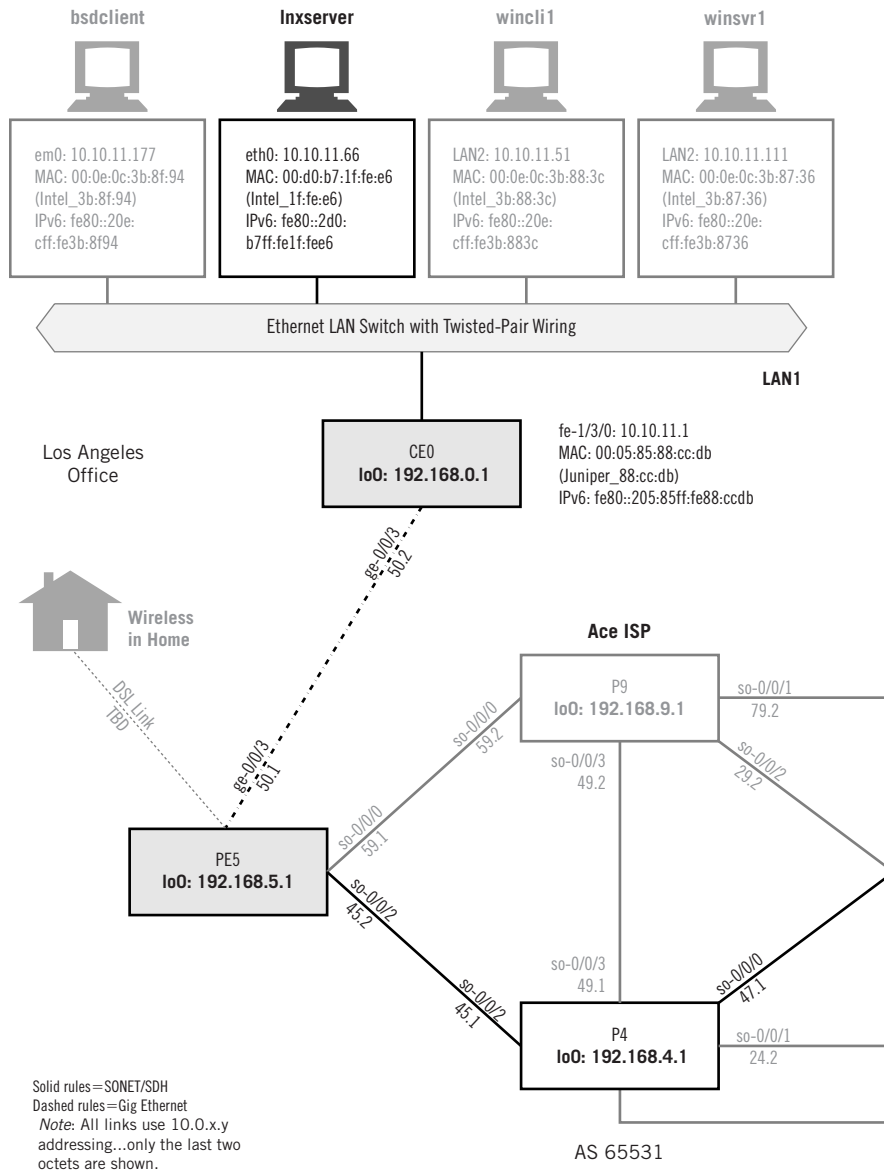 bsdclient
lnxserver
wincli1
winsvr1
em0: 10.10.11.177
MAC: 00:0e:0c:3b:8f:94
(Intel_3b:8f:94)
IPv6: fe80::20e:
cff:fe3b:8f94
eth0: 10.10.11.66
MAC: 00:d0:b7:1f:fe:e6
(Intel_1f:fe:e6)
IPv6: fe80::2d0:
b7ff:fe1f:fee6
LAN2: 10.10.11.51
MAC: 00:0e:0c:3b:88:3c
(Intel_3b:88:3c)
IPv6: fe80::20e:
cff:fe3b:883c
LAN2: 10.10.11.111
MAC: 00:0e:0c:3b:87:36
(Intel_3b:87:36)
IPv6: fe80::20e:
cff:fe3b:8736
Ethernet LAN Switch with Twisted-Pair Wiring
LAN1
Los Angeles
Office
CE0
lo0: 192.168.0.1
fe-1/3/0: 10.10.11.1
MAC: 00:05:85:88:cc:db
(Juniper_88:cc:db)
IPv6: fe80::205:85ff:fe88:ccdb
ge-0/0/3
50.2
Wireless
in Home
DSL Link
TBD
ge-0/0/3
50.1
Ace ISP
P9
lo0: 192.168.9.1
so-0/0/1
79.2
so-0/0/0
59.2
so-0/0/3
49.2
so-0/0/2
29.2
so-0/0/0
59.1
PE5
lo0: 192.168.5.1
so-0/0/2
45.2
so-0/0/2
45.1
so-0/0/3
49.1
so-0/0/0
47.1
P4
lo0: 192.168.4.1
so-0/0/1
24.2
Solid rules=SONET/SDH
Dashed rules=Gig Ethernet
Note: All links use 10.0.x.y
addressing...only the last two
octets are shown.
AS 65531